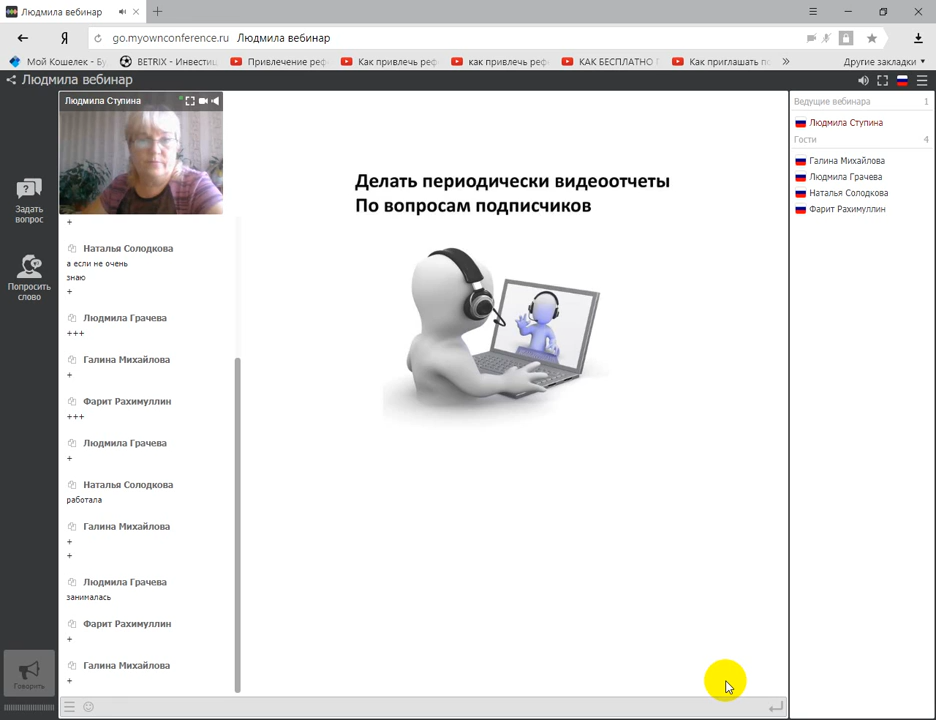 Людмила вебинар
go.myownconference.ru Людмила вебинар
Мой Кошелек - Бу
BETRIX - Инвести
Привлечение реф
Как привлечь реф
как привлечь реф
КАК БЕСПЛАТНО
Как приглашать по
Другие закладки
Людмила вебинар
Людмила Ступина
Задать
вопрос
Попросить
слово
Говорить
+
Наталья Солодкова
а если не очень
знаю
+
Людмила Грачева
+++
Галина Михайлова
+
Фарит Рахимуллин
+++
Людмила Грачева
+
Наталья Солодкова
работала
Галина Михайлова
+
+
Людмила Грачева
занималась
Фарит Рахимуллин
+
Галина Михайлова
+
Делать периодически видеоотчеты
По вопросам подписчиков
Ведущие вебинара 1
Людмила Ступина
Гости 4
Галина Михайлова
Людмила Грачева
Наталья Солодкова
Фарит Рахимуллин